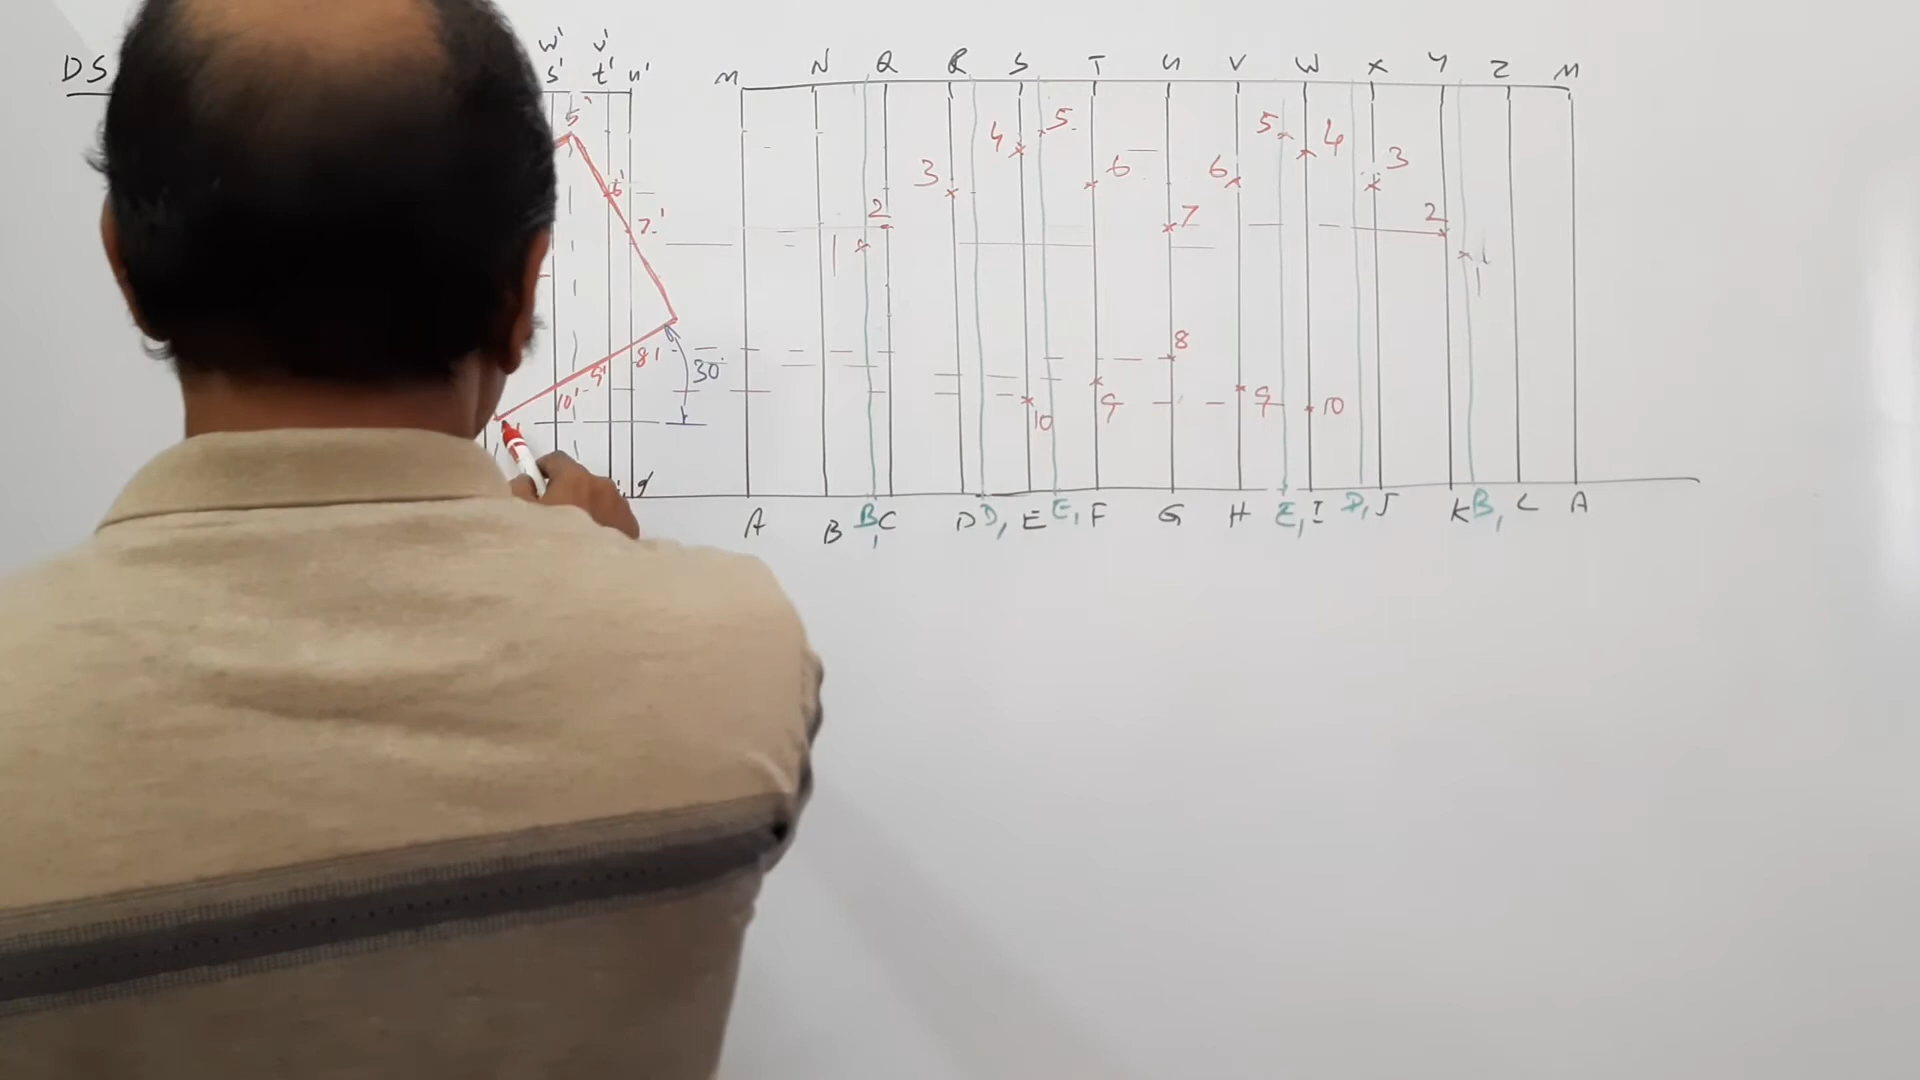 DS
w' v'
s' t' u'
M N Q R S T U V W X Y Z M
5'
6'
7'
8'
9'
10'
30°
1 2 3 4 5 6 7 6 5 4 3 2 1
8
10 9 9 10
A B B₁ C D D₁ E E₁ F G H E₁ I D₁ J K B₁ L A
g'